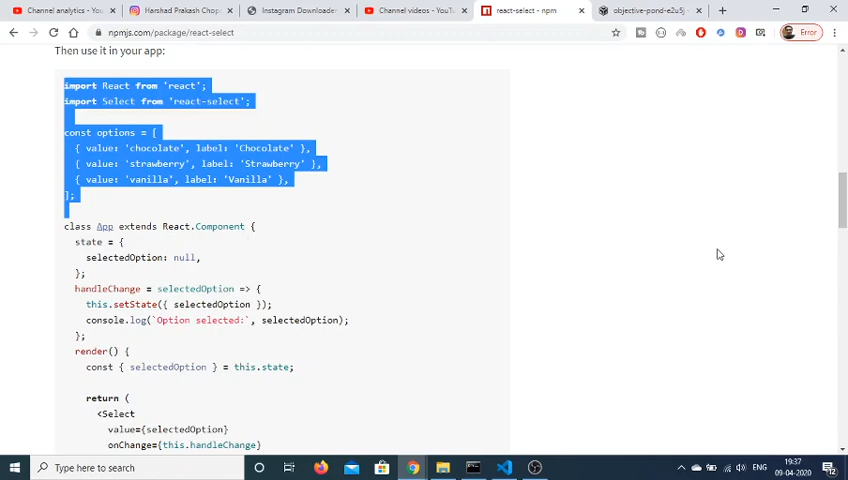 Channel analytics - YouTu
Harshad Prakash Chop
Instagram Downloader
Channel videos - YouTu
react-select - npm
objective-pond-e2u5j
npmjs.com/package/react-select
Error
Then use it in your app:
import React from 'react';
import Select from 'react-select';
const options = [
{ value: 'chocolate', label: 'Chocolate' },
{ value: 'strawberry', label: 'Strawberry' },
{ value: 'vanilla', label: 'Vanilla' },
];
class App extends React.Component {
state = {
selectedOption: null,
};
handleChange = selectedOption => {
this.setState({ selectedOption });
console.log(`Option selected:`, selectedOption);
};
render() {
const { selectedOption } = this.state;
return (
<Select
value={selectedOption}
onChange={this.handleChange}
Type here to search
ENG
19:37
09-04-2020
12